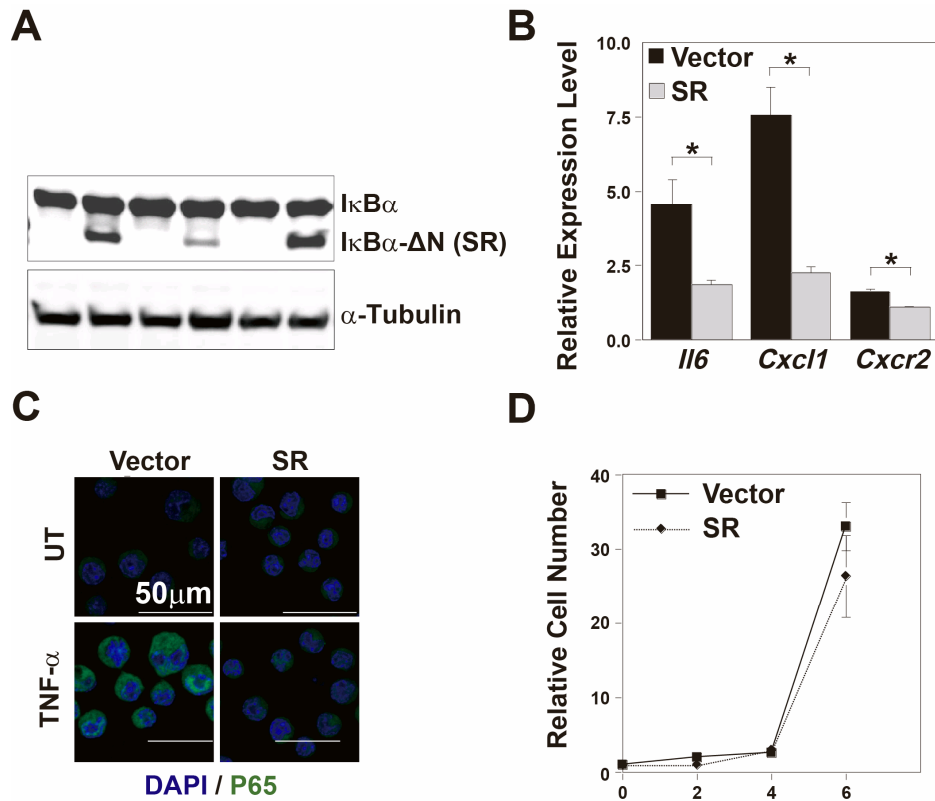 A
IκBα
IκBα-ΔN (SR)
α-Tubulin
B
Relative Expression Level
10.0
7.5
5.0
2.5
0.0
Vector
SR
*
*
*
Il6
Cxcl1
Cxcr2
C
Vector
SR
UT
50μm
TNF-α
DAPI / P65
D
Relative Cell Number
40
30
20
10
0
Vector
SR
0
2
4
6